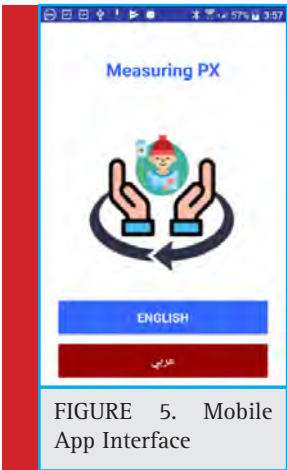 57% 3:57
Measuring PX
ENGLISH
عربي
FIGURE 5. Mobile
App Interface